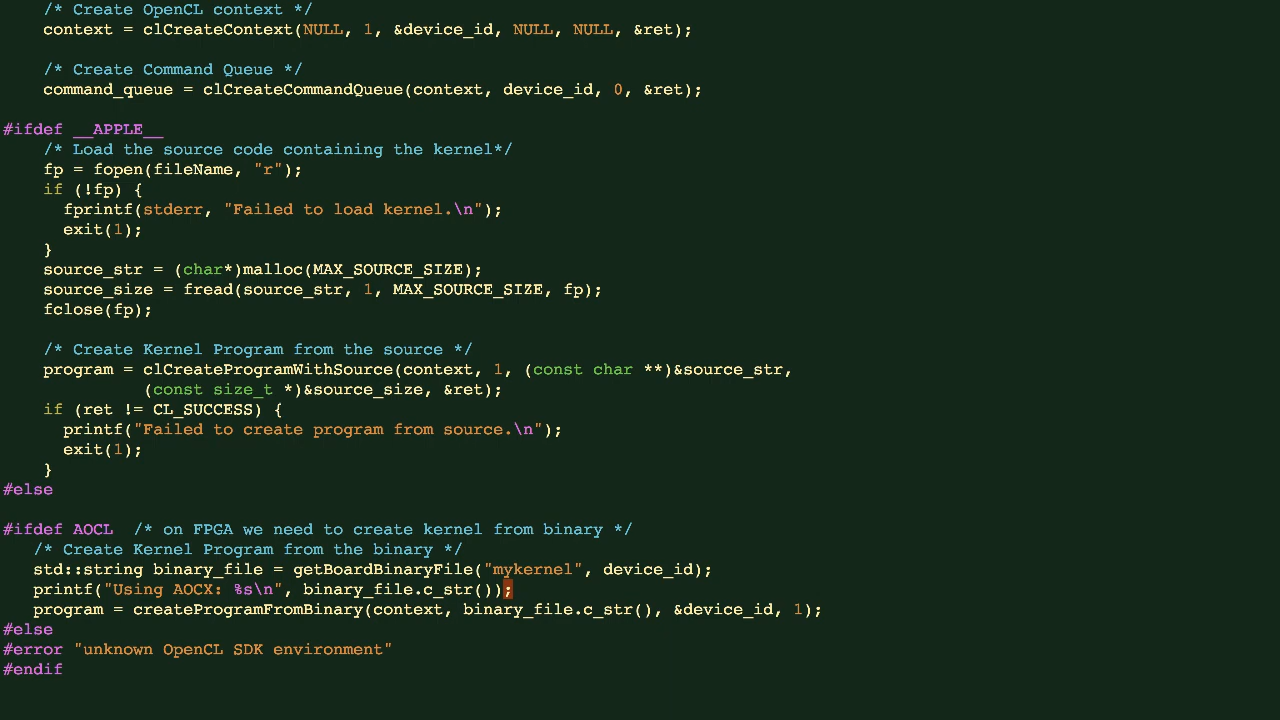 /* Create OpenCL context */
context = clCreateContext(NULL, 1, &device_id, NULL, NULL, &ret);
/* Create Command Queue */
command_queue = clCreateCommandQueue(context, device_id, 0, &ret);
#ifdef __APPLE__
/* Load the source code containing the kernel*/
fp = fopen(fileName, "r");
if (!fp) {
fprintf(stderr, "Failed to load kernel.\n");
exit(1);
}
source_str = (char*)malloc(MAX_SOURCE_SIZE);
source_size = fread(source_str, 1, MAX_SOURCE_SIZE, fp);
fclose(fp);
/* Create Kernel Program from the source */
program = clCreateProgramWithSource(context, 1, (const char **)&source_str,
(const size_t *)&source_size, &ret);
if (ret != CL_SUCCESS) {
printf("Failed to create program from source.\n");
exit(1);
}
#else
#ifdef AOCL  /* on FPGA we need to create kernel from binary */
/* Create Kernel Program from the binary */
std::string binary_file = getBoardBinaryFile("mykernel", device_id);
printf("Using AOCX: %s\n", binary_file.c_str());
program = createProgramFromBinary(context, binary_file.c_str(), &device_id, 1);
#else
#error "unknown OpenCL SDK environment"
#endif